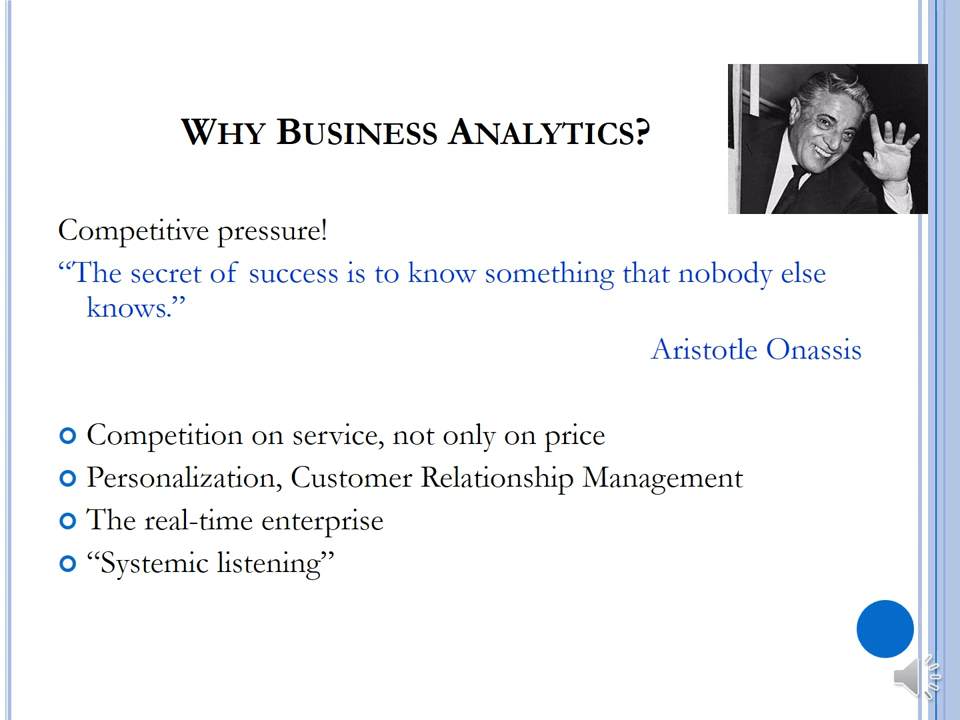 WHY BUSINESS ANALYTICS?
Competitive pressure!
“The secret of success is to know something that nobody else
knows.”
Aristotle Onassis
Competition on service, not only on price
Personalization, Customer Relationship Management
The real-time enterprise
“Systemic listening”